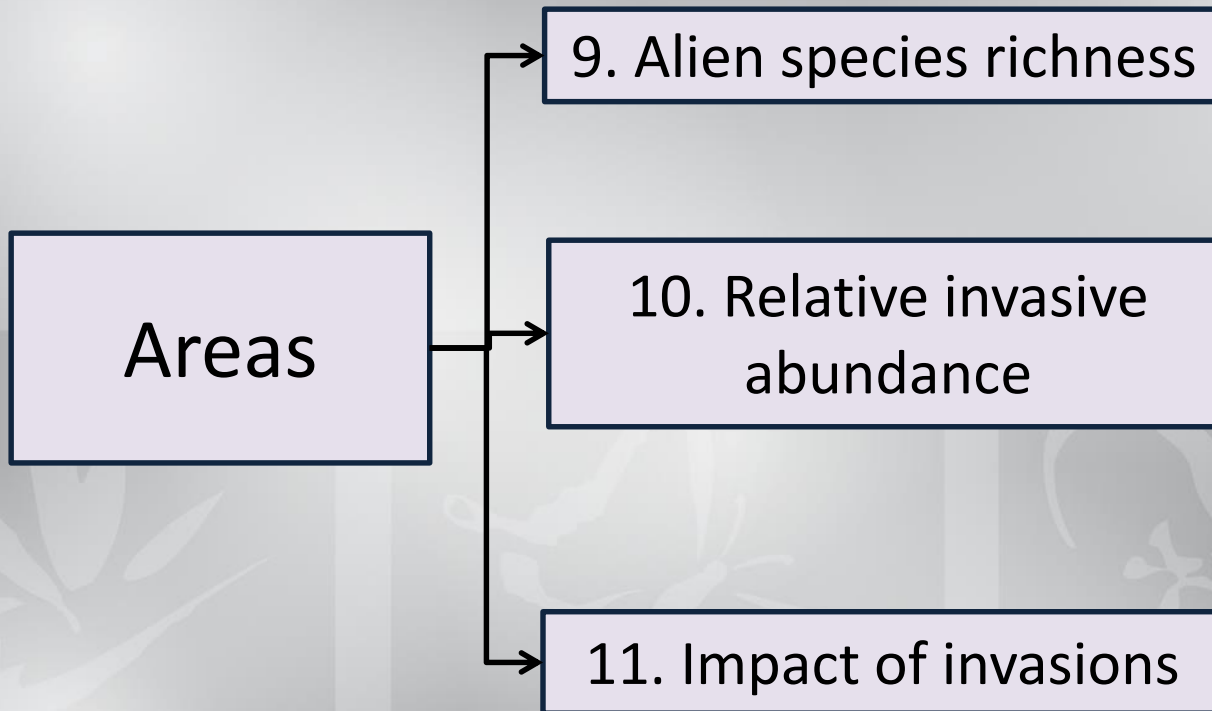 9. Alien species richness
Areas
10. Relative invasive
abundance
11. Impact of invasions